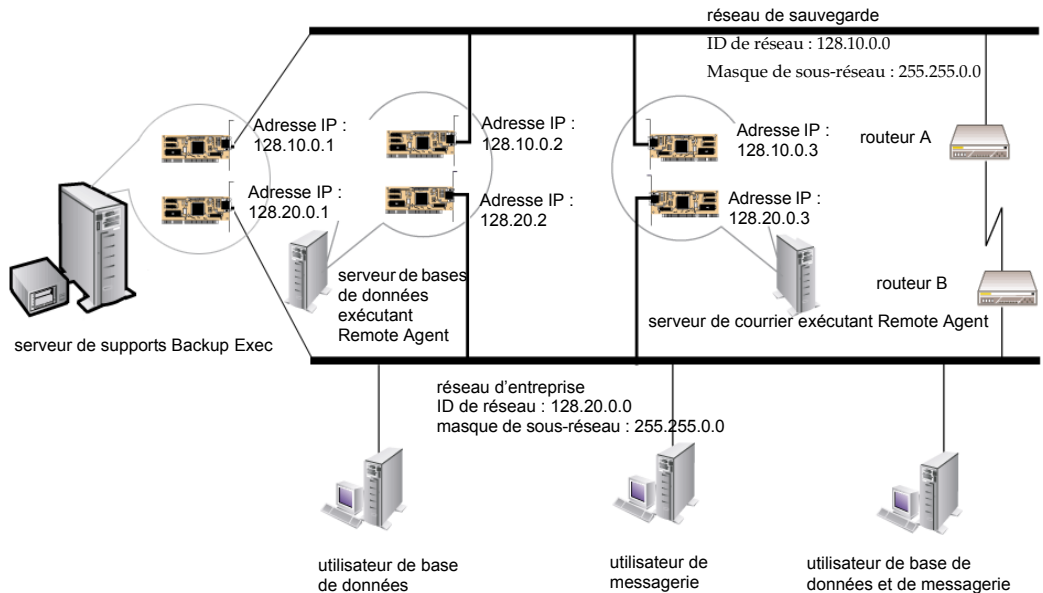 réseau de sauvegarde
ID de réseau : 128.10.0.0
Masque de sous-réseau : 255.255.0.0
Adresse IP :
128.10.0.1
Adresse IP :
128.10.0.2
Adresse IP :
128.10.0.3
routeur A
Adresse IP :
128.20.0.1
Adresse IP :
128.20.2
Adresse IP :
128.20.0.3
serveur de bases
de données
exécutant
Remote Agent
routeur B
serveur de courrier exécutant Remote Agent
serveur de supports Backup Exec
réseau d’entreprise
ID de réseau : 128.20.0.0
masque de sous-réseau : 255.255.0.0
utilisateur de base
de données
utilisateur de
messagerie
utilisateur de base de
données et de messagerie